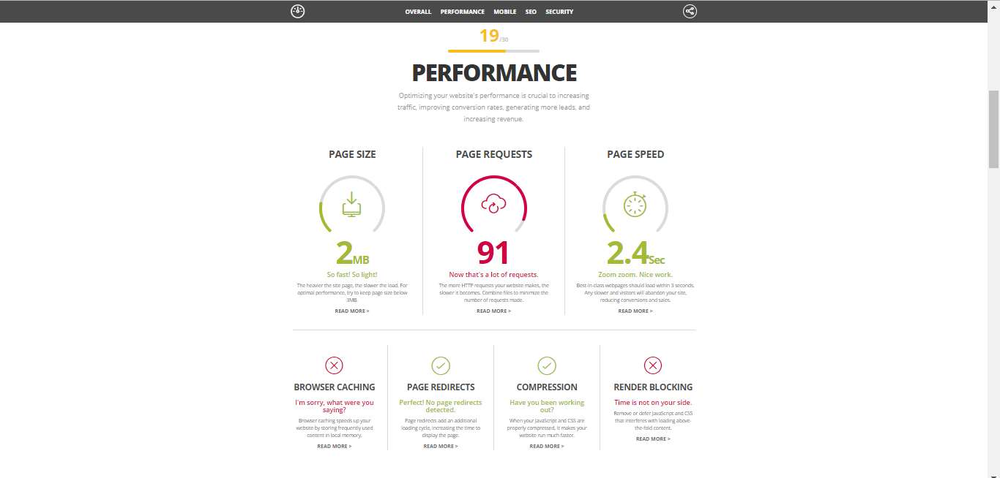 OVERALL PERFORMANCE MOBILE SEO SECURITY
19/30
PERFORMANCE
Optimizing your website's performance is crucial to increasing
traffic, improving conversion rates, generating more leads, and
increasing revenue.
PAGE SIZE
2MB
So fast! So light!
The heavier the site page, the slower the load. For
optimal performance, try to keep page size below
3MB.
READ MORE >
PAGE REQUESTS
91
Now that's a lot of requests.
The more HTTP requests your website makes, the
slower it becomes. Combine files to minimize the
number of requests made.
READ MORE >
PAGE SPEED
2.4Sec
Zoom zoom. Nice work.
Best-in-class webpages should load within 3 seconds.
Any slower and visitors will abandon your site,
reducing conversions and sales.
READ MORE >
BROWSER CACHING
I'm sorry, what were you
saying?
Browser caching speeds up your
website by storing frequently used
content in local memory.
READ MORE >
PAGE REDIRECTS
Perfect! No page redirects
detected.
Page redirects add an additional
loading cycle, increasing the time to
display the page.
READ MORE >
COMPRESSION
Have you been working
out?
When your JavaScript and CSS are
properly compressed, it makes your
website run much faster.
READ MORE >
RENDER BLOCKING
Time is not on your side.
Remove or defer JavaScript and CSS
that interferes with loading above-
the-fold content.
READ MORE >